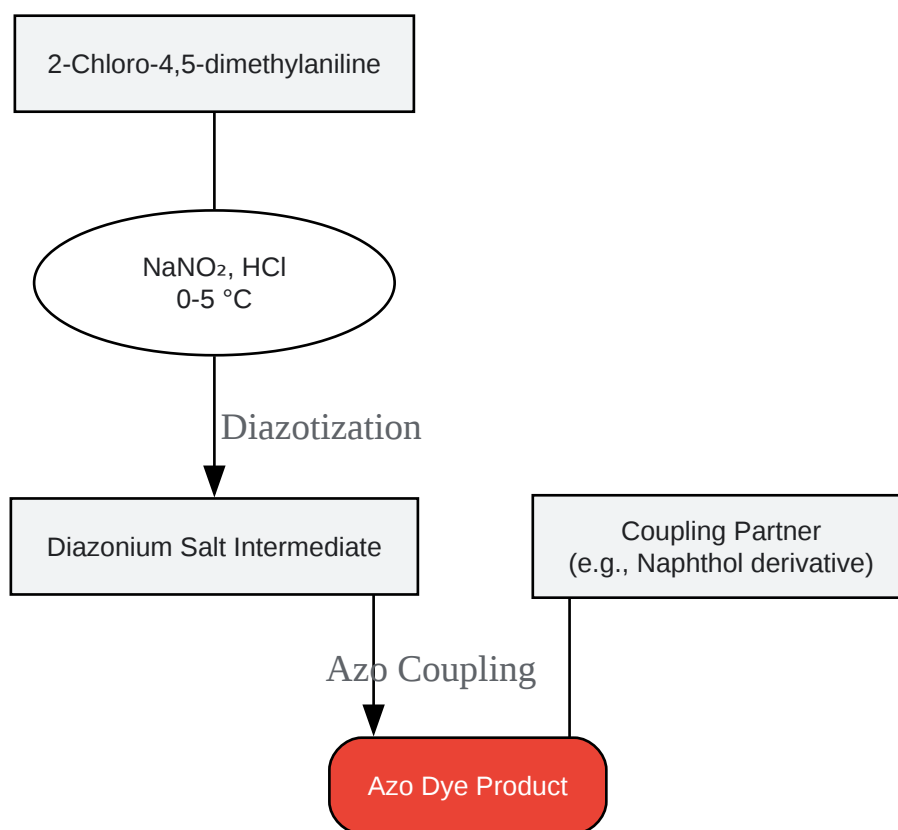 2-Chloro-4,5-dimethylaniline
NaNO₂, HCl
0-5 °C
Diazotization
Diazonium Salt Intermediate
Coupling Partner
(e.g., Naphthol derivative)
Azo Coupling
Azo Dye Product